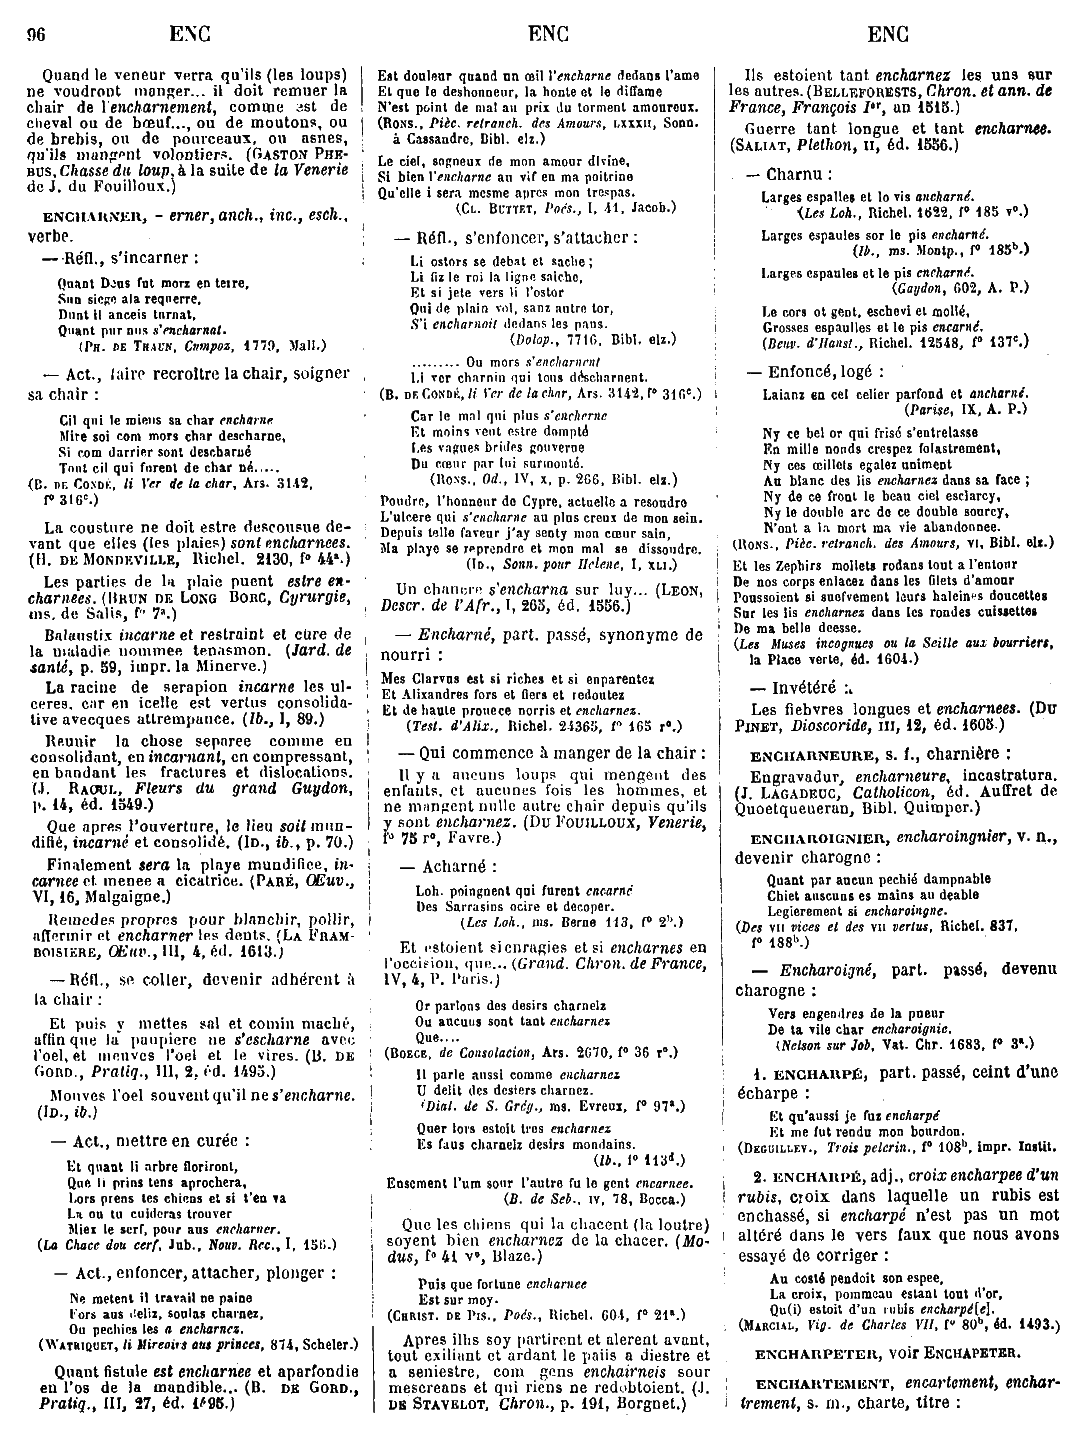 96 ENC ENC ENC
Quand le veneur verra qu'ils (les loups)
ne voudront manger... il doit remuer la
chair de l'encharnement, comme est de
cheval ou de bœuf..., ou de moutons, ou
de brebis, ou de pourceaux, ou asnes,
qu'ils mangent volontiers. (GASTON PHE-
BUS, Chasse du loup, à la suite de la Venerie
de J. du Fouilloux.)
ENCHARNER, - erner, anch., inc., esch.,
verbe.
— Réfl., s'incarner :
Quant Deus fut morz en terre,
Sun siege ala requerre,
Dunt il anceis turnat,
Quant pur nus s'encharnat.
(PH. DE THAUN, Cumpoz, 1779, Mall.)
— Act., faire recroître la chair, soigner
sa chair :
Cil qui le miens sa char encharne
Mire soi com mors char descharne,
Si com darrier sont descharné
Tout cil qui furent de char né.....
(B. DE CONDÉ, li Ver de la char, Ars. 3142,
f° 316c.)
La cousture ne doit estre descousue de-
vant que elles (les plaies) sont encharnees.
(H. DE MONDEVILLE, Richel. 2130, f° 44a.)
Les parties de la plaie puent estre en-
charnees. (BRUN DE LONG BORC, Cyrurgie,
ms. de Salis, f° 7a.)
Balaustix incarne et restraint et cure de
la maladie nommee tenasmon. (Jard. de
santé, p. 59, impr. la Minerve.)
La racine de serapion incarne les ul-
ceres, car en icelle est vertus consolida-
tive avecques attrempance. (Ib., I, 89.)
Reunir la chose separee comme en
consolidant, en incarnant, en compressant,
en bandant les fractures et dislocations.
(J. RAOUL, Fleurs du grand Guydon,
p. 14, éd. 1549.)
Que apres l'ouverture, le lieu soit mun-
difié, incarné et consolidé. (ID., ib., p. 70.)
Finalement sera la playe mundifice, in-
carnee et menee a cicatrice. (PARÉ, Œuv.,
VI, 16, Malgaigne.)
Remedes propres pour blanchir, pollir,
affermir et encharner les dents. (LA FRAM-
BOISIERE, Œuv., III, 4, éd. 1613.)
— Réfl., se coller, devenir adhérent à
la chair :
Et puis y mettes sal et comin maché,
affin que la paupiere ne s'escharne avec
l'oel, et meuves l'oel et le vires. (B. DE
GORD., Pratiq., III, 2, éd. 1495.)
Mouves l'oel souvent qu'il ne s'encharne.
(ID., ib.)
— Act., mettre en curée :
Et quant li arbre floriront,
Que li prins tens aprochera,
Lors prens tes chiens et si t'en va
La ou tu cuideras trouver
Miex le serf, pour aus encharner.
(La Chace dou cerf, Jub., Nouv. Rec., I, 156.)
— Act., enfoncer, attacher, plonger :
Ne metent il travail ne paine
Fors aus deliz, soulas charnez,
Ou pechies les a encharnez.
(WATRIQUET, li Mireoirs aus princes, 874, Scheler.)
Quant fistule est encharnee et aparfondie
en l'os de la mandible... (B. DE GORD.,
Pratiq., III, 27, éd. 1495.)
Est douleur quand un œil l'encharne dedans l'ame
Et que le deshonneur, la honte et le diffame
N'est point de mal au prix du torment amoureux.
(RONS., Pièc. retranch. des Amours, LXXXII, Sonn.
à Cassandre, Bibl. elz.)
Le ciel, sogneux de mon amour divine,
Si bien l'encharne au vif en ma poitrine
Qu'elle i sera mesme apres mon trespas.
(CL. BUTTET, Poés., I, 41, Jacob.)
— Réfl., s'enfoncer, s'attacher :
Li ostors se debat et sache ;
Li fiz le roi la ligne salche,
Et si jete vers li l'ostor
Qui de plain vol, sanz autre tor,
S'i encharnoit dedans les pans.
(Dolop., 7716, Bibl. elz.)
......... Ou mors s'encharnent
Li ver charnin qui tous descharnent.
(B. DE CONDÉ, li Ver de la char, Ars. 3142, f° 316c.)
Car le mal qui plus s'encherne
Et moins veut estre dompté
Les vagues brides gouverne
Du cœur par lui surmonté.
(RONS., Od., IV, x, p. 266, Bibl. elz.)
Poudre, l'honneur de Cypre, actuelle a resoudre
L'ulcere qui s'encharne au plus creux de mon sein.
Depuis telle faveur j'ay senty mon cœur sain,
Ma playe se reprendre et mon mal se dissoudre.
(ID., Sonn. pour Helene, I, XLI.)
Un chancre s'encharna sur luy... (LEON,
Descr. de l'Afr., I, 265, éd. 1556.)
— Encharné, part. passé, synonyme de
nourri :
Mes Clarvus est si riches et si enparentez
Et Alixandres fors et fiers et redoutez
Et de haute prouece norris et encharnez.
(Test. d'Alix., Richel. 24365, f° 165 r°.)
— Qui commence à manger de la chair :
Il y a aucuns loups qui mengent des
enfants, et aucunes fois les hommes, et
ne mangent nulle autre chair depuis qu'ils
y sont encharnez. (DU FOUILLOUX, Venerie,
f° 75 r°, Favre.)
— Acharné :
Loh. poingnent qui furent encarné
Des Sarrasins ocire et decoper.
(Les Loh., ms. Berne 113, f° 2b.)
Et estoient si enragies et si encharnes en
l'occision, que... (Grand. Chron. de France,
IV, 4, P. Paris.)
Or parlons des desirs charnelz
Ou aucuns sont tant encharnez
Que....
(BOECE, de Consolacion, Ars. 2670, f° 36 r°.)
Il parle aussi comme encharnez
U delit des desiers charnez.
(Dial. de S. Grég., ms. Evreux, f° 97a.)
Quer lors estoit tros encharnez
Es faus charnelz desirs mondains.
(Ib., f° 113d.)
Ensement l'um sour l'autre fu le gent encarnee.
(B. de Seb., IV, 78, Bocca.)
Que les chiens qui la chacent (la loutre)
soyent bien encharnez de la chacer. (Mo-
dus, f° 41 v°, Blaze.)
Puis que fortune encharnee
Est sur moy.
(CHRIST. DE PIS., Poés., Richel. 604, f° 21a.)
Apres illis soy partirent et alerent avant,
tout exiliant et ardant le paiis a diestre et
a seniestre, com gens enchairneis sour
mescreans et qui riens ne redobtoient. (J.
DE STAVELOT, Chron., p. 191, Borgnet.)
Ils estoient tant encharnez les uns sur
les autres. (BELLEFORESTS, Chron. et ann. de
France, François Ier, an 1515.)
Guerre tant longue et tant encharnee.
(SALIAT, Plethon, II, éd. 1556.)
— Charnu :
Larges espalles et lo vis ancharné.
(Les Loh., Richel. 1622, f° 185 v°.)
Larges espaules sor le pis encharné.
(Ib., ms. Montp., f° 185b.)
Larges espaules et le pis encharné.
(Gaydon, 602, A. P.)
Le cors ot gent, eschevi et mollé,
Grosses espaulles et le pis encarné.
(Beuv. d'Hanst., Richel. 12548, f° 137c.)
— Enfoncé, logé :
Laianz en cel celier parfond et ancharné.
(Parise, IX, A. P.)
Ny ce bel or qui frisé s'entrelasse
En mille nouds crespez folastrement,
Ny ces œillets egalez uniment
Au blanc des lis encharnez dans sa face ;
Ny de ce front le beau ciel esclarcy,
Ny le double arc de ce double sourcy,
N'ont a la mort ma vie abandonnee.
(RONS., Pièc. retranch. des Amours, VI, Bibl. elz.)
Et les Zephirs mollets rodans tout a l'entour
De nos corps enlacez dans les filets d'amour
Poussoient si suefvement leurs haleines doucettes
Sur les lis encharnez dans les rondes cuissettes
De ma belle deesse.
(Les Muses incognues ou la Seille aux bourriers,
la Place verte, éd. 1604.)
— Invétéré :
Les fiebvres longues et encharnees. (DU
PINET, Dioscoride, III, 12, éd. 1605.)
ENCHARNEURE, s. f., charnière :
Engravadur, encharneure, incastratura.
(J. LAGADEUC, Catholicon, éd. Auffret de
Quoetqueueran, Bibl. Quimper.)
ENCHAROIGNIER, encharoingnier, v. n.,
devenir charogne :
Quant par aucun pechié dampnable
Chiet auscuns es mains au deable
Legierement si encharoingne.
(Des VII vices et des VII vertus, Richel. 837,
f° 188b.)
— Encharoigné, part. passé, devenu
charogne :
Vers engendres de la pueur
De ta vile char encharoignie.
(Nelson sur Job, Vat. Chr. 1683, f° 3a.)
1. ENCHARPÉ, part. passé, ceint d'une
écharpe :
Et qu'aussi je fuz encharpé
Et me fut rendu mon bourdon.
(DEGUILLEV., Trois pelerin., f° 108b, impr. Instit.
2. ENCHARPÉ, adj., croix encharpee d'un
rubis, croix dans laquelle un rubis est
enchassé, si encharpé n'est pas un mot
altéré dans le vers faux que nous avons
essayé de corriger :
Au costé pendoit son espee,
La croix, pommeau estant tout d'or,
Qu(i) estoit d'un rubis encharpé[e].
(MARCIAL, Vig. de Charles VII, f° 80b, éd. 1493.)
ENCHARPETER, voir ENCHAPETER.
ENCHARTEMENT, encartement, enchar-
trement, s. m., charte, titre :